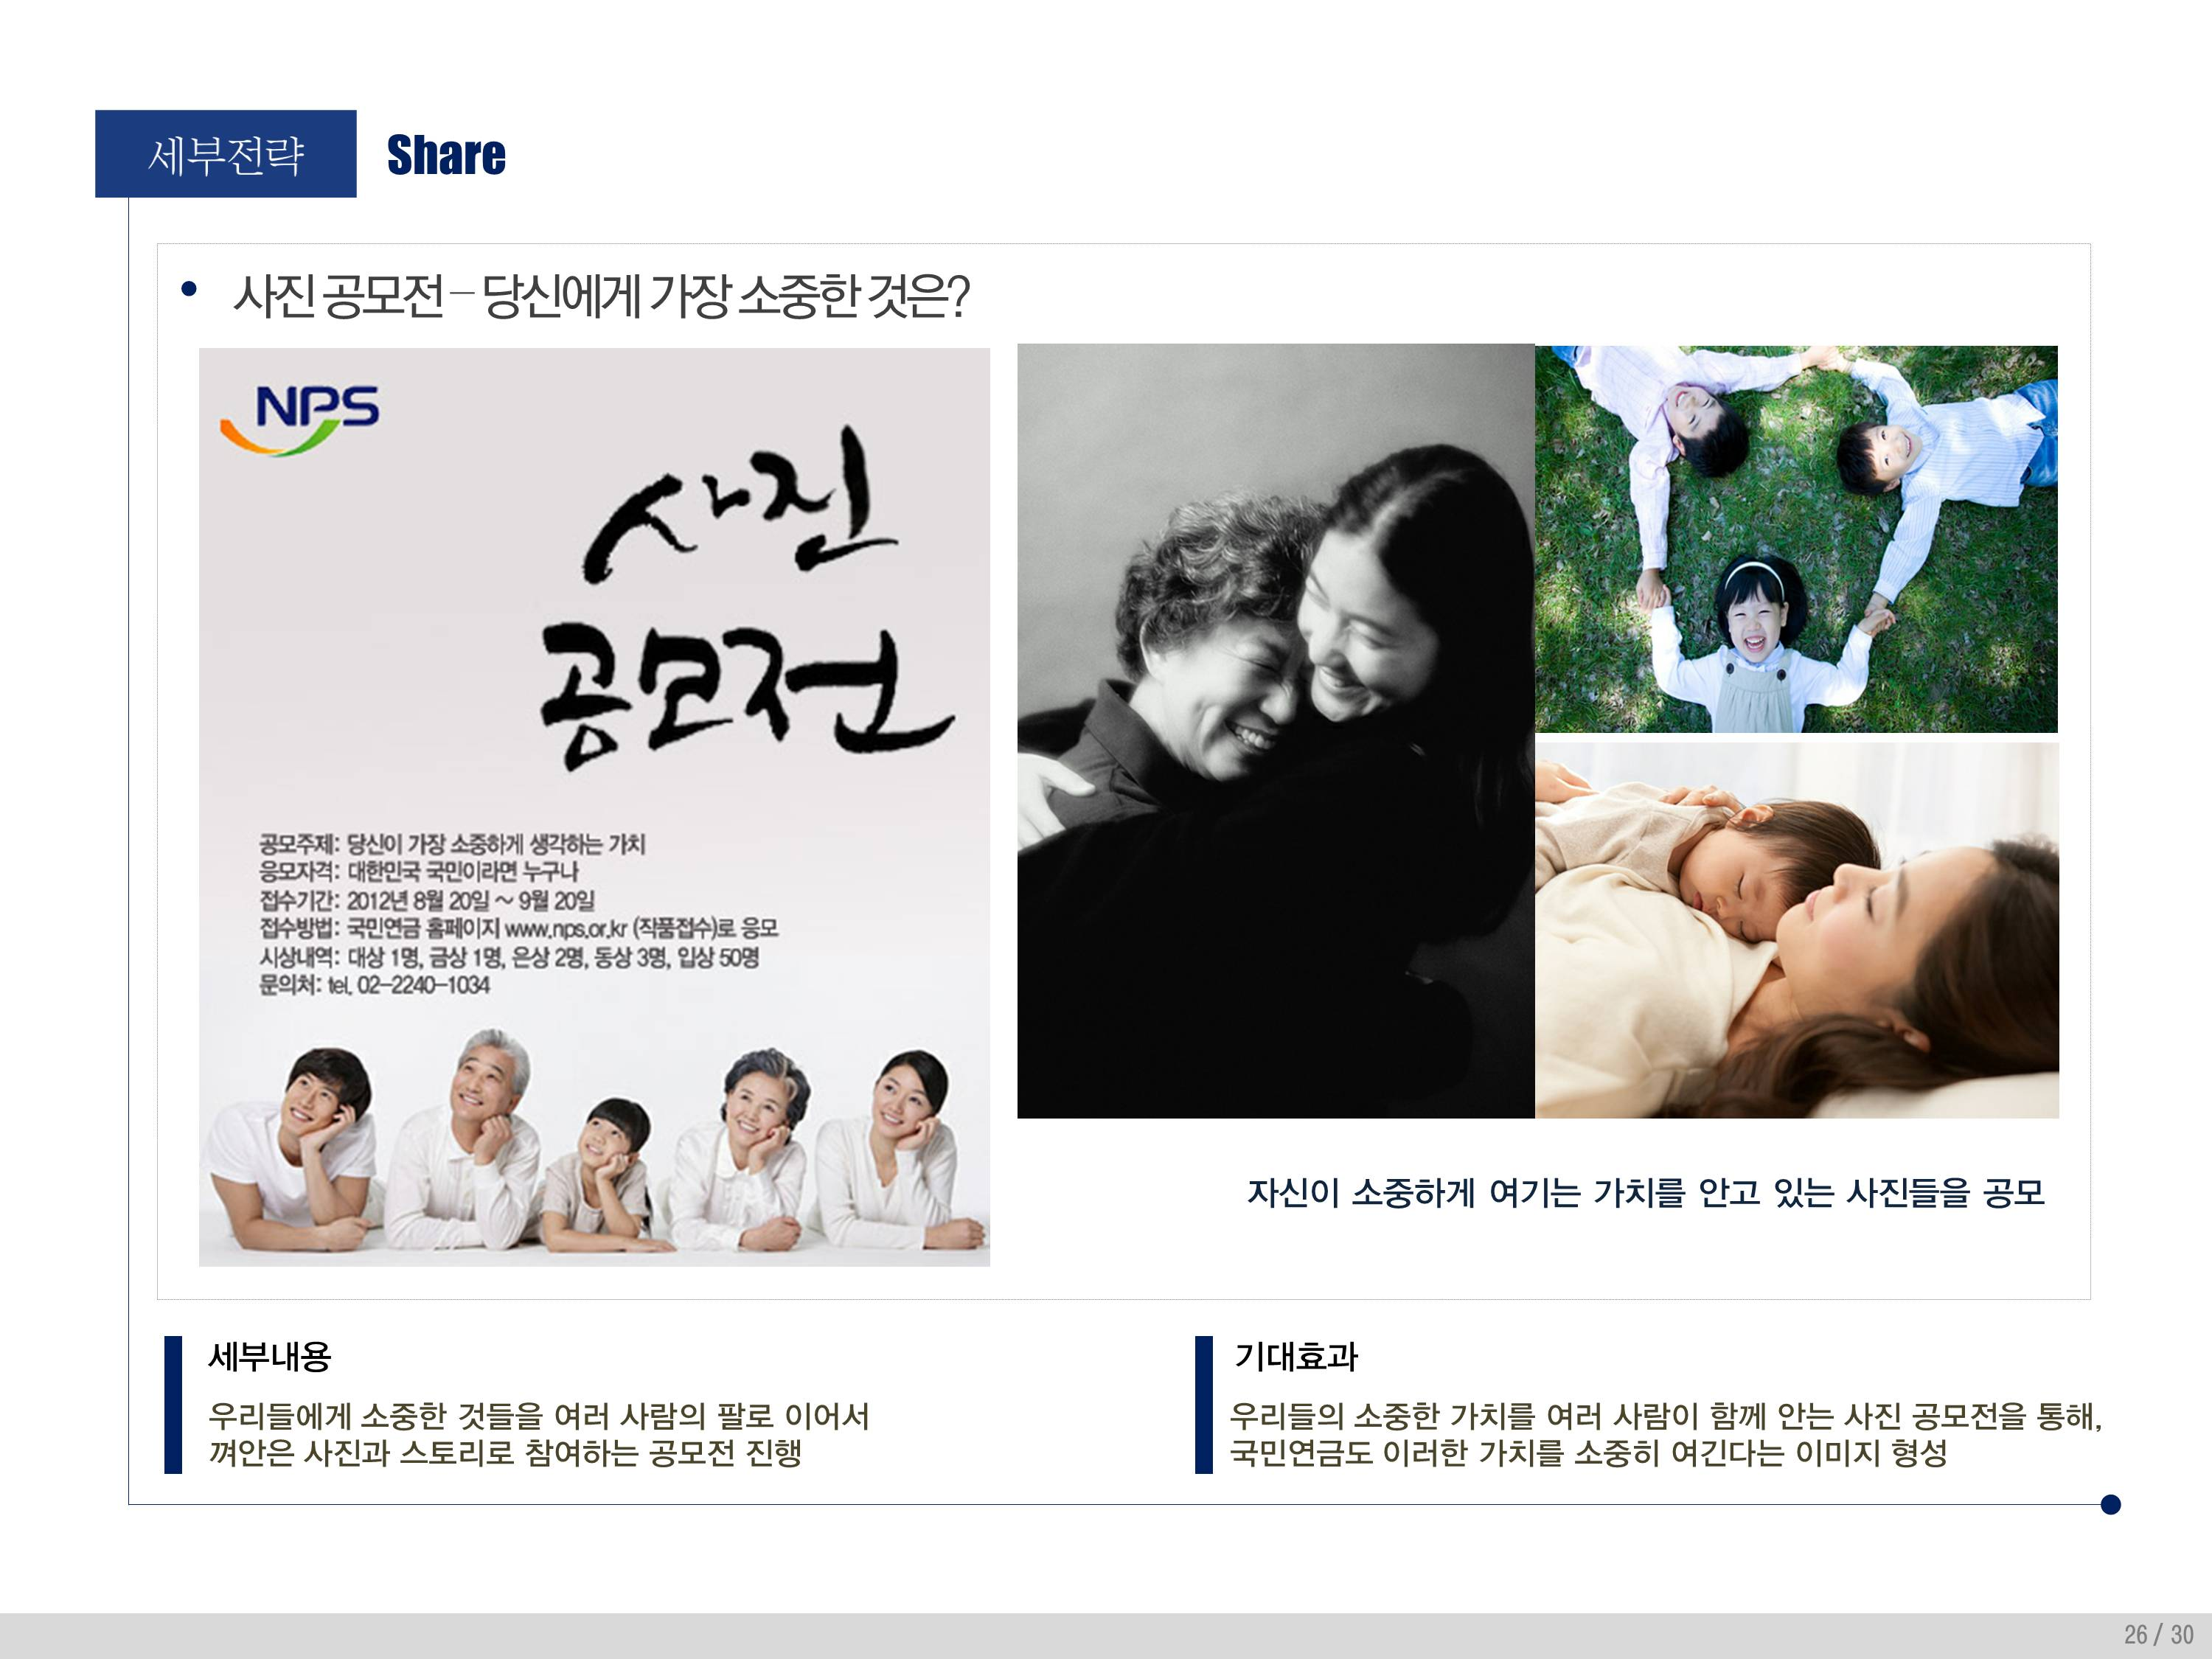 세부전략
Share
• 사진 공모전 – 당신에게 가장 소중한 것은?
NPS
사진
공모전
공모주제: 당신이 가장 소중하게 생각하는 가치
응모자격: 대한민국 국민이라면 누구나
접수기간: 2012년 8월 20일 ~ 9월 20일
접수방법: 국민연금 홈페이지 www.nps.or.kr (작품접수)로 응모
시상내역: 대상 1명, 금상 1명, 은상 2명, 동상 3명, 입상 50명
문의처: tel. 02-2240-1034
자신이 소중하게 여기는 가치를 안고 있는 사진들을 공모
세부내용
우리들에게 소중한 것들을 여러 사람의 팔로 이어서
껴안은 사진과 스토리로 참여하는 공모전 진행
기대효과
우리들의 소중한 가치를 여러 사람이 함께 안는 사진 공모전을 통해,
국민연금도 이러한 가치를 소중히 여긴다는 이미지 형성
26 / 30